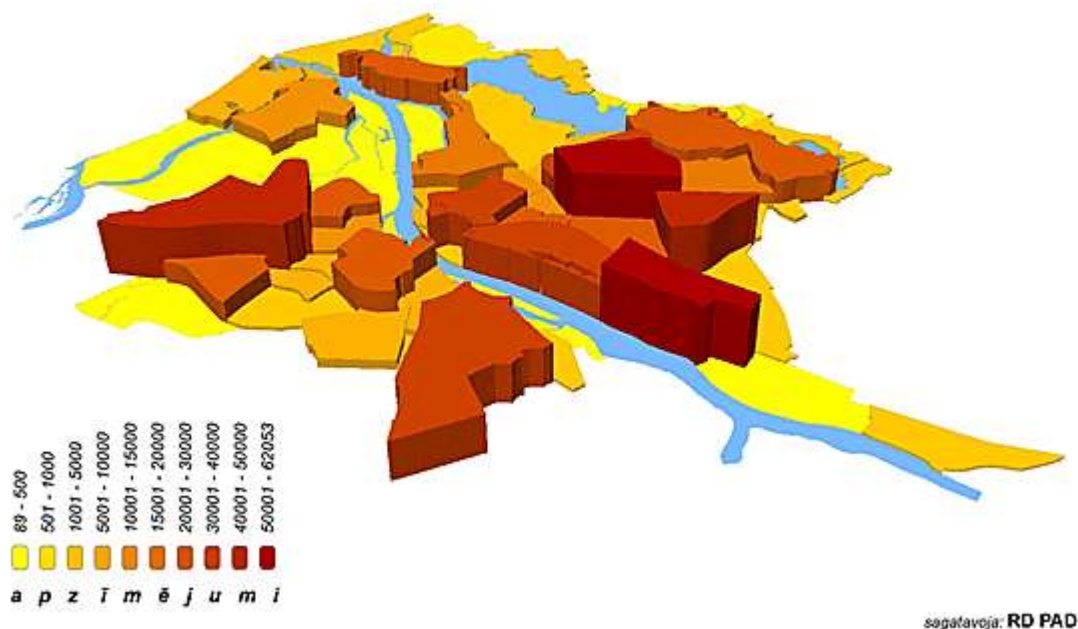 89 - 500
501 - 1000
1001 - 5000
5001 - 10000
10001 - 15000
15001 - 20000
20001 - 30000
30001 - 40000
40001 - 50000
50001 - 62053
a p z ī m ē j u m i
sagatavoja: RD PAD